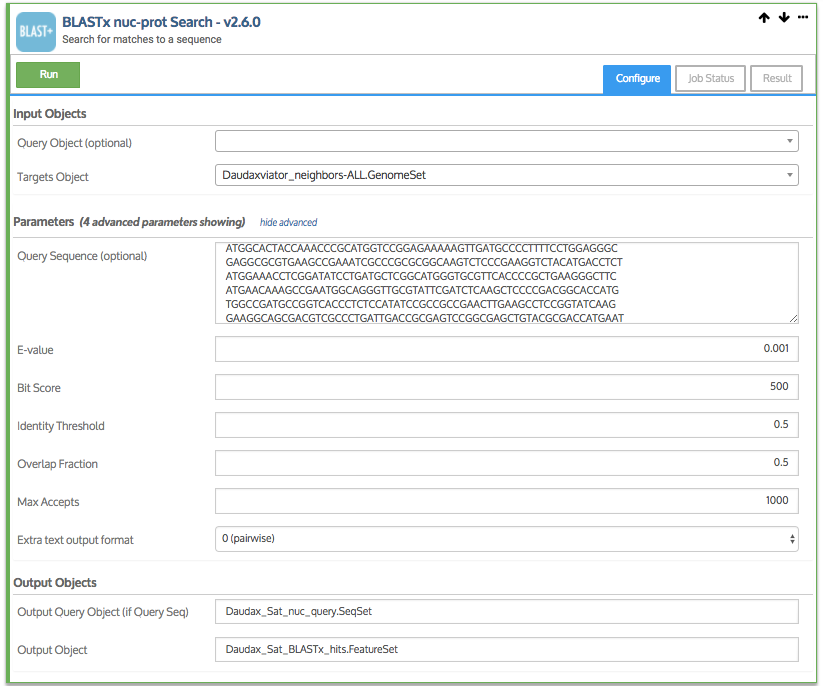 BLAST+
BLASTx nuc-prot Search - v2.6.0
Search for matches to a sequence
Run
Configure
Job Status
Result
Input Objects
Query Object (optional)
Targets Object
Daudaxviator_neighbors-ALL.GenomeSet
Parameters (4 advanced parameters showing) hide advanced
Query Sequence (optional)
ATGGCACTACCAAACCCGCATGGTCCGGAGAAAAAGTTGATGCCCCTTTTCCTGGAGGGC
GAGGCGCGTGAAGCCGAAATCGCCCGCGCGGCAAGTCTCCCGAAGGTCTACATGACCTCT
ATGGAAACCTCGGATATCCTGATGCTCGGCATGGGTGCGTTCACCCCGCTGAAGGGCTTC
ATGAACAAAGCCGAATGGCAGGGTTGCGTATTCGATCTCAAGCTCCCCGACGGCACCATG
TGGCCGATGCCGGTCACCCTCTCCATATCCGCCGCCGAACTTGAAGCCTCCGGTATCAAG
GAAGGCAGCGACGTCGCCCTGATTGACCGCGAGTCCGGCGAGCTGTACGCGACCATGAAT
E-value
0.001
Bit Score
500
Identity Threshold
0.5
Overlap Fraction
0.5
Max Accepts
1000
Extra text output format
0 (pairwise)
Output Objects
Output Query Object (if Query Seq)
Daudax_Sat_nuc_query.SeqSet
Output Object
Daudax_Sat_BLASTx_hits.FeatureSet